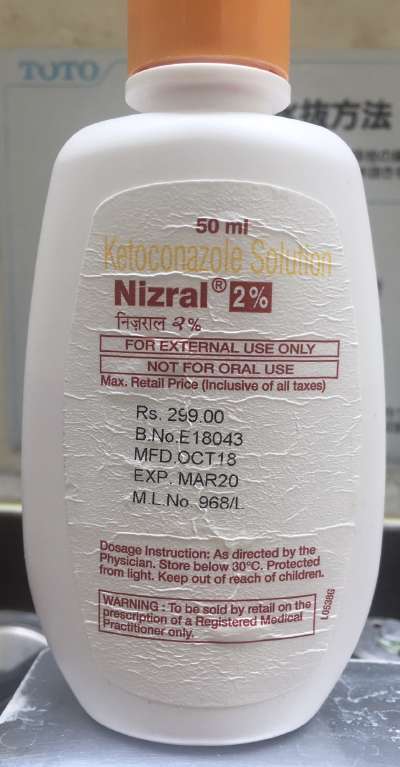 TOTO
水抜方法
50 ml
Ketoconazole Solution
Nizral® 2%
निज़राल २%
FOR EXTERNAL USE ONLY
NOT FOR ORAL USE
Max. Retail Price (Inclusive of all taxes)
Rs. 299.00
B.No.E18043
MFD.OCT18
EXP. MAR20
M.L.No. 968/L
Dosage Instruction: As directed by the
Physician. Store below 30°C. Protected
from light. Keep out of reach of children.
WARNING : To be sold by retail on the
prescription of a Registered Medical
Practitioner only.